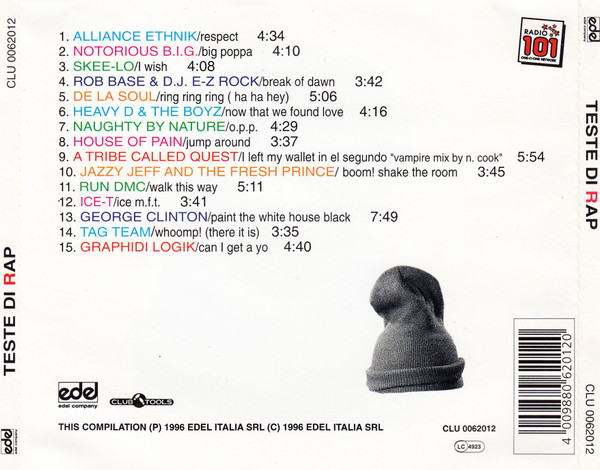 CLU 0062012
TESTE DI RAP
edel
edel company
1. ALLIANCE ETHNIK/respect 4:34
2. NOTORIOUS B.I.G./big poppa 4:10
3. SKEE-LO/I wish 4:08
4. ROB BASE & D.J. E-Z ROCK/break of dawn 3:42
5. DE LA SOUL/ring ring ring ( ha ha hey) 5:06
6. HEAVY D & THE BOYZ/now that we found love 4:16
7. NAUGHTY BY NATURE/o.p.p. 4:29
8. HOUSE OF PAIN/jump around 3:37
9. A TRIBE CALLED QUEST/I left my wallet in el segundo "vampire mix by n. cook" 5:54
10. JAZZY JEFF AND THE FRESH PRINCE/ boom! shake the room 3:45
11. RUN DMC/walk this way 5:11
12. ICE-T/ice m.f.t. 3:41
13. GEORGE CLINTON/paint the white house black 7:49
14. TAG TEAM/whoomp! (there it is) 3:35
15. GRAPHIDI LOGIK/can I get a yo 4:40
RADIO
101
ONE-O-ONE NETWORK
edel
edel company
CLUB TOOLS
THIS COMPILATION (P) 1996 EDEL ITALIA SRL (C) 1996 EDEL ITALIA SRL
CLU 0062012
LC 4923
4 009880 620120
edel
edel company
TESTE DI RAP
CLU 0062012